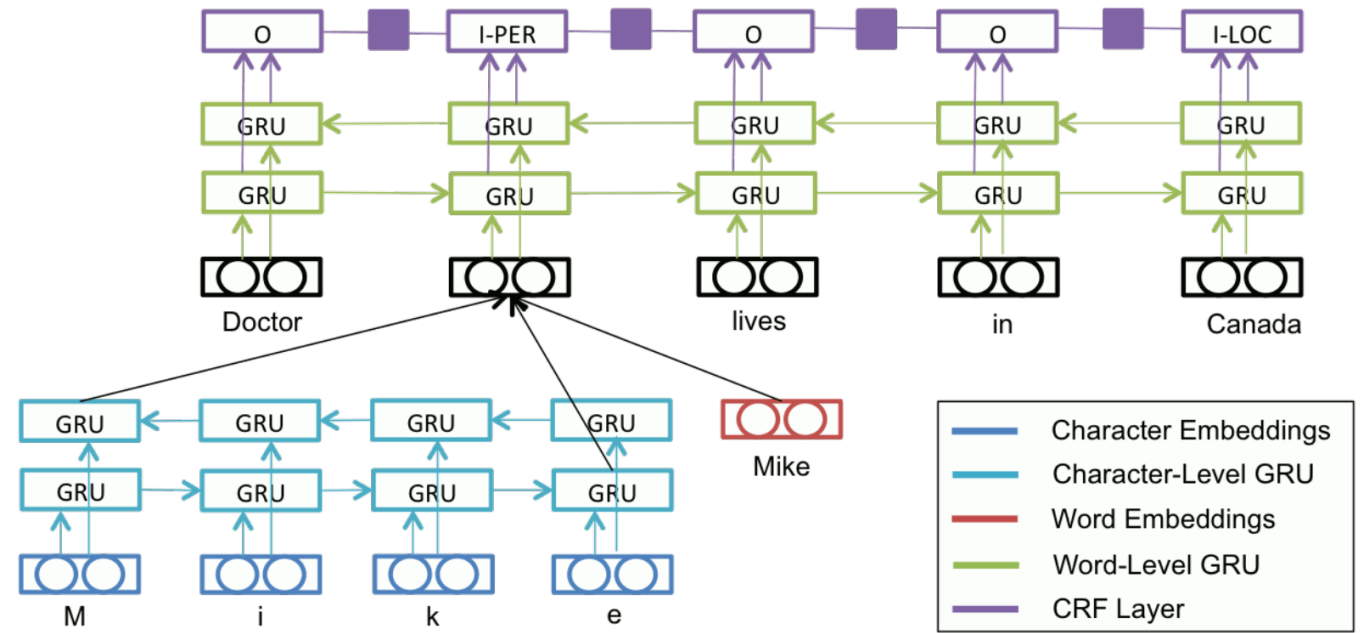 O I-PER O O I-LOC
GRU GRU GRU GRU GRU
GRU GRU GRU GRU GRU
Doctor lives in Canada
GRU GRU GRU GRU
Mike
GRU GRU GRU GRU
M i k e
Character Embeddings
Character-Level GRU
Word Embeddings
Word-Level GRU
CRF Layer